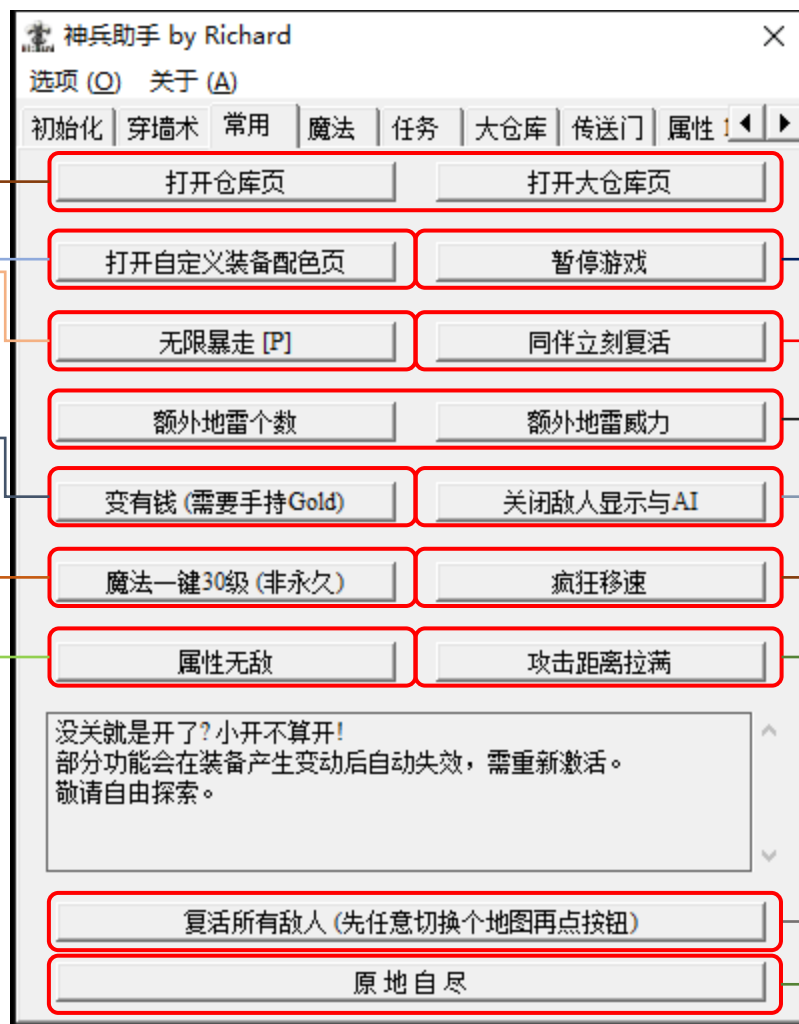 神兵助手 by Richard
选项 (O) 关于 (A)
初始化 穿墙术 常用 魔法 任务 大仓库 传送门 属性
打开仓库页 打开大仓库页
打开自定义装备配色页 暂停游戏
无限暴走 [P] 同伴立刻复活
额外地雷个数 额外地雷威力
变有钱 (需要手持Gold) 关闭敌人显示与AI
魔法一键30级 (非永久) 疯狂移速
属性无敌 攻击距离拉满
没关就是开了? 小开不算开!
部分功能会在装备产生变动后自动失效，需重新激活。
敬请自由探索。
复活所有敌人 (先任意切换个地图再点按钮)
原 地 自 尽